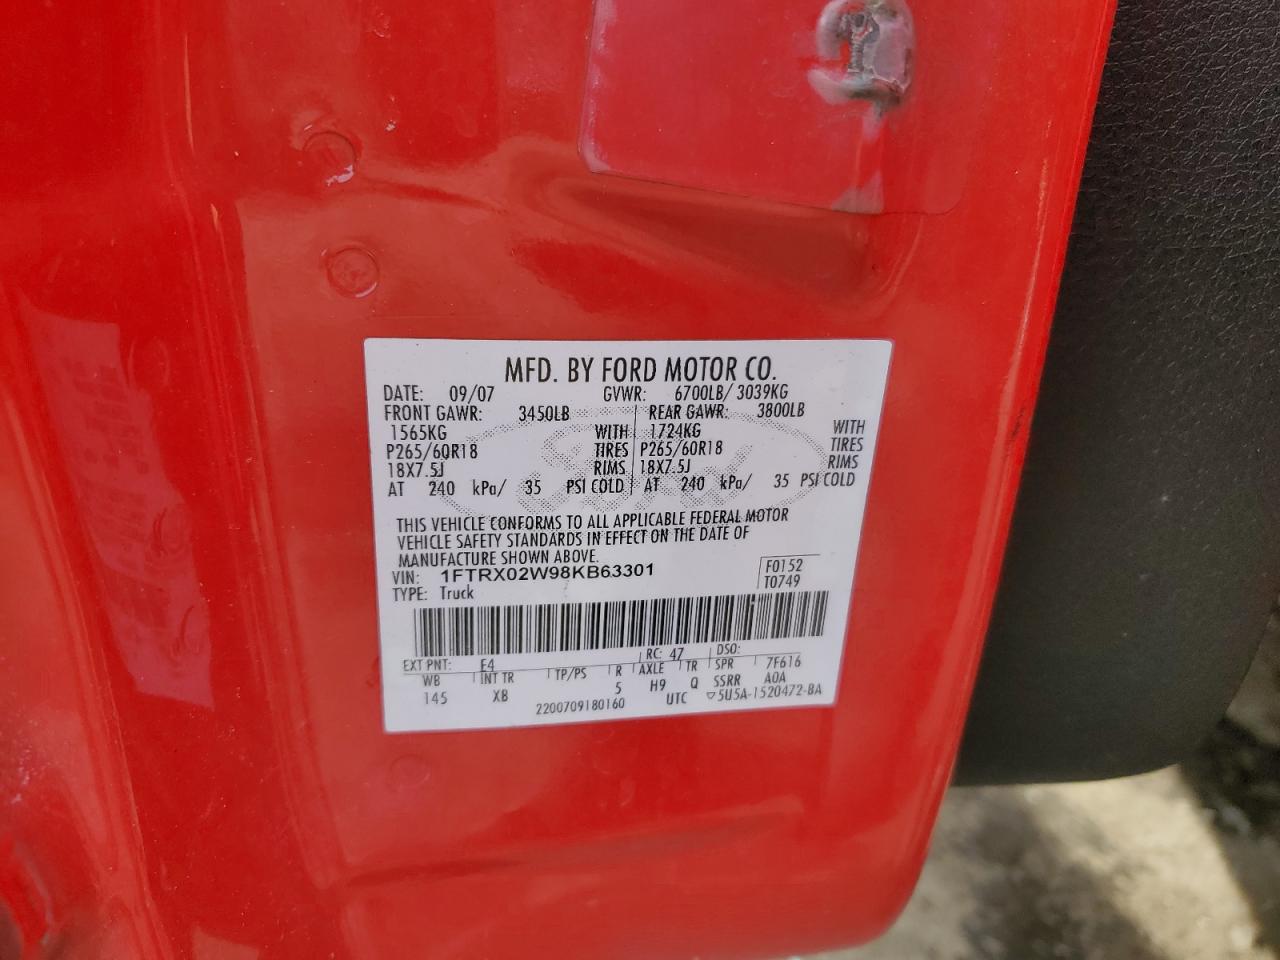 MFD. BY FORD MOTOR CO.
DATE: 09/07 GVWR: 6700LB/ 3039KG
FRONT GAWR: 3450LB REAR GAWR: 3800LB
1565KG WITH 1724KG WITH
P265/60R18 TIRES P265/60R18 TIRES
18X7.5J RIMS 18X7.5J RIMS
AT 240 kPa/ 35 PSI COLD AT 240 kPa/ 35 PSI COLD
Ford
THIS VEHICLE CONFORMS TO ALL APPLICABLE FEDERAL MOTOR
VEHICLE SAFETY STANDARDS IN EFFECT ON THE DATE OF
MANUFACTURE SHOWN ABOVE.
VIN: 1FTRX02W98KB63301 F0152
TYPE: Truck T0749
EXT PNT: E4 RC: 47 DSO:
WB INT TR TP/PS R AXLE TR SPR 7F616
145 XB 5 H9 Q SSRR A0A
2200709180160 UTC ▽5U5A-1520472-BA